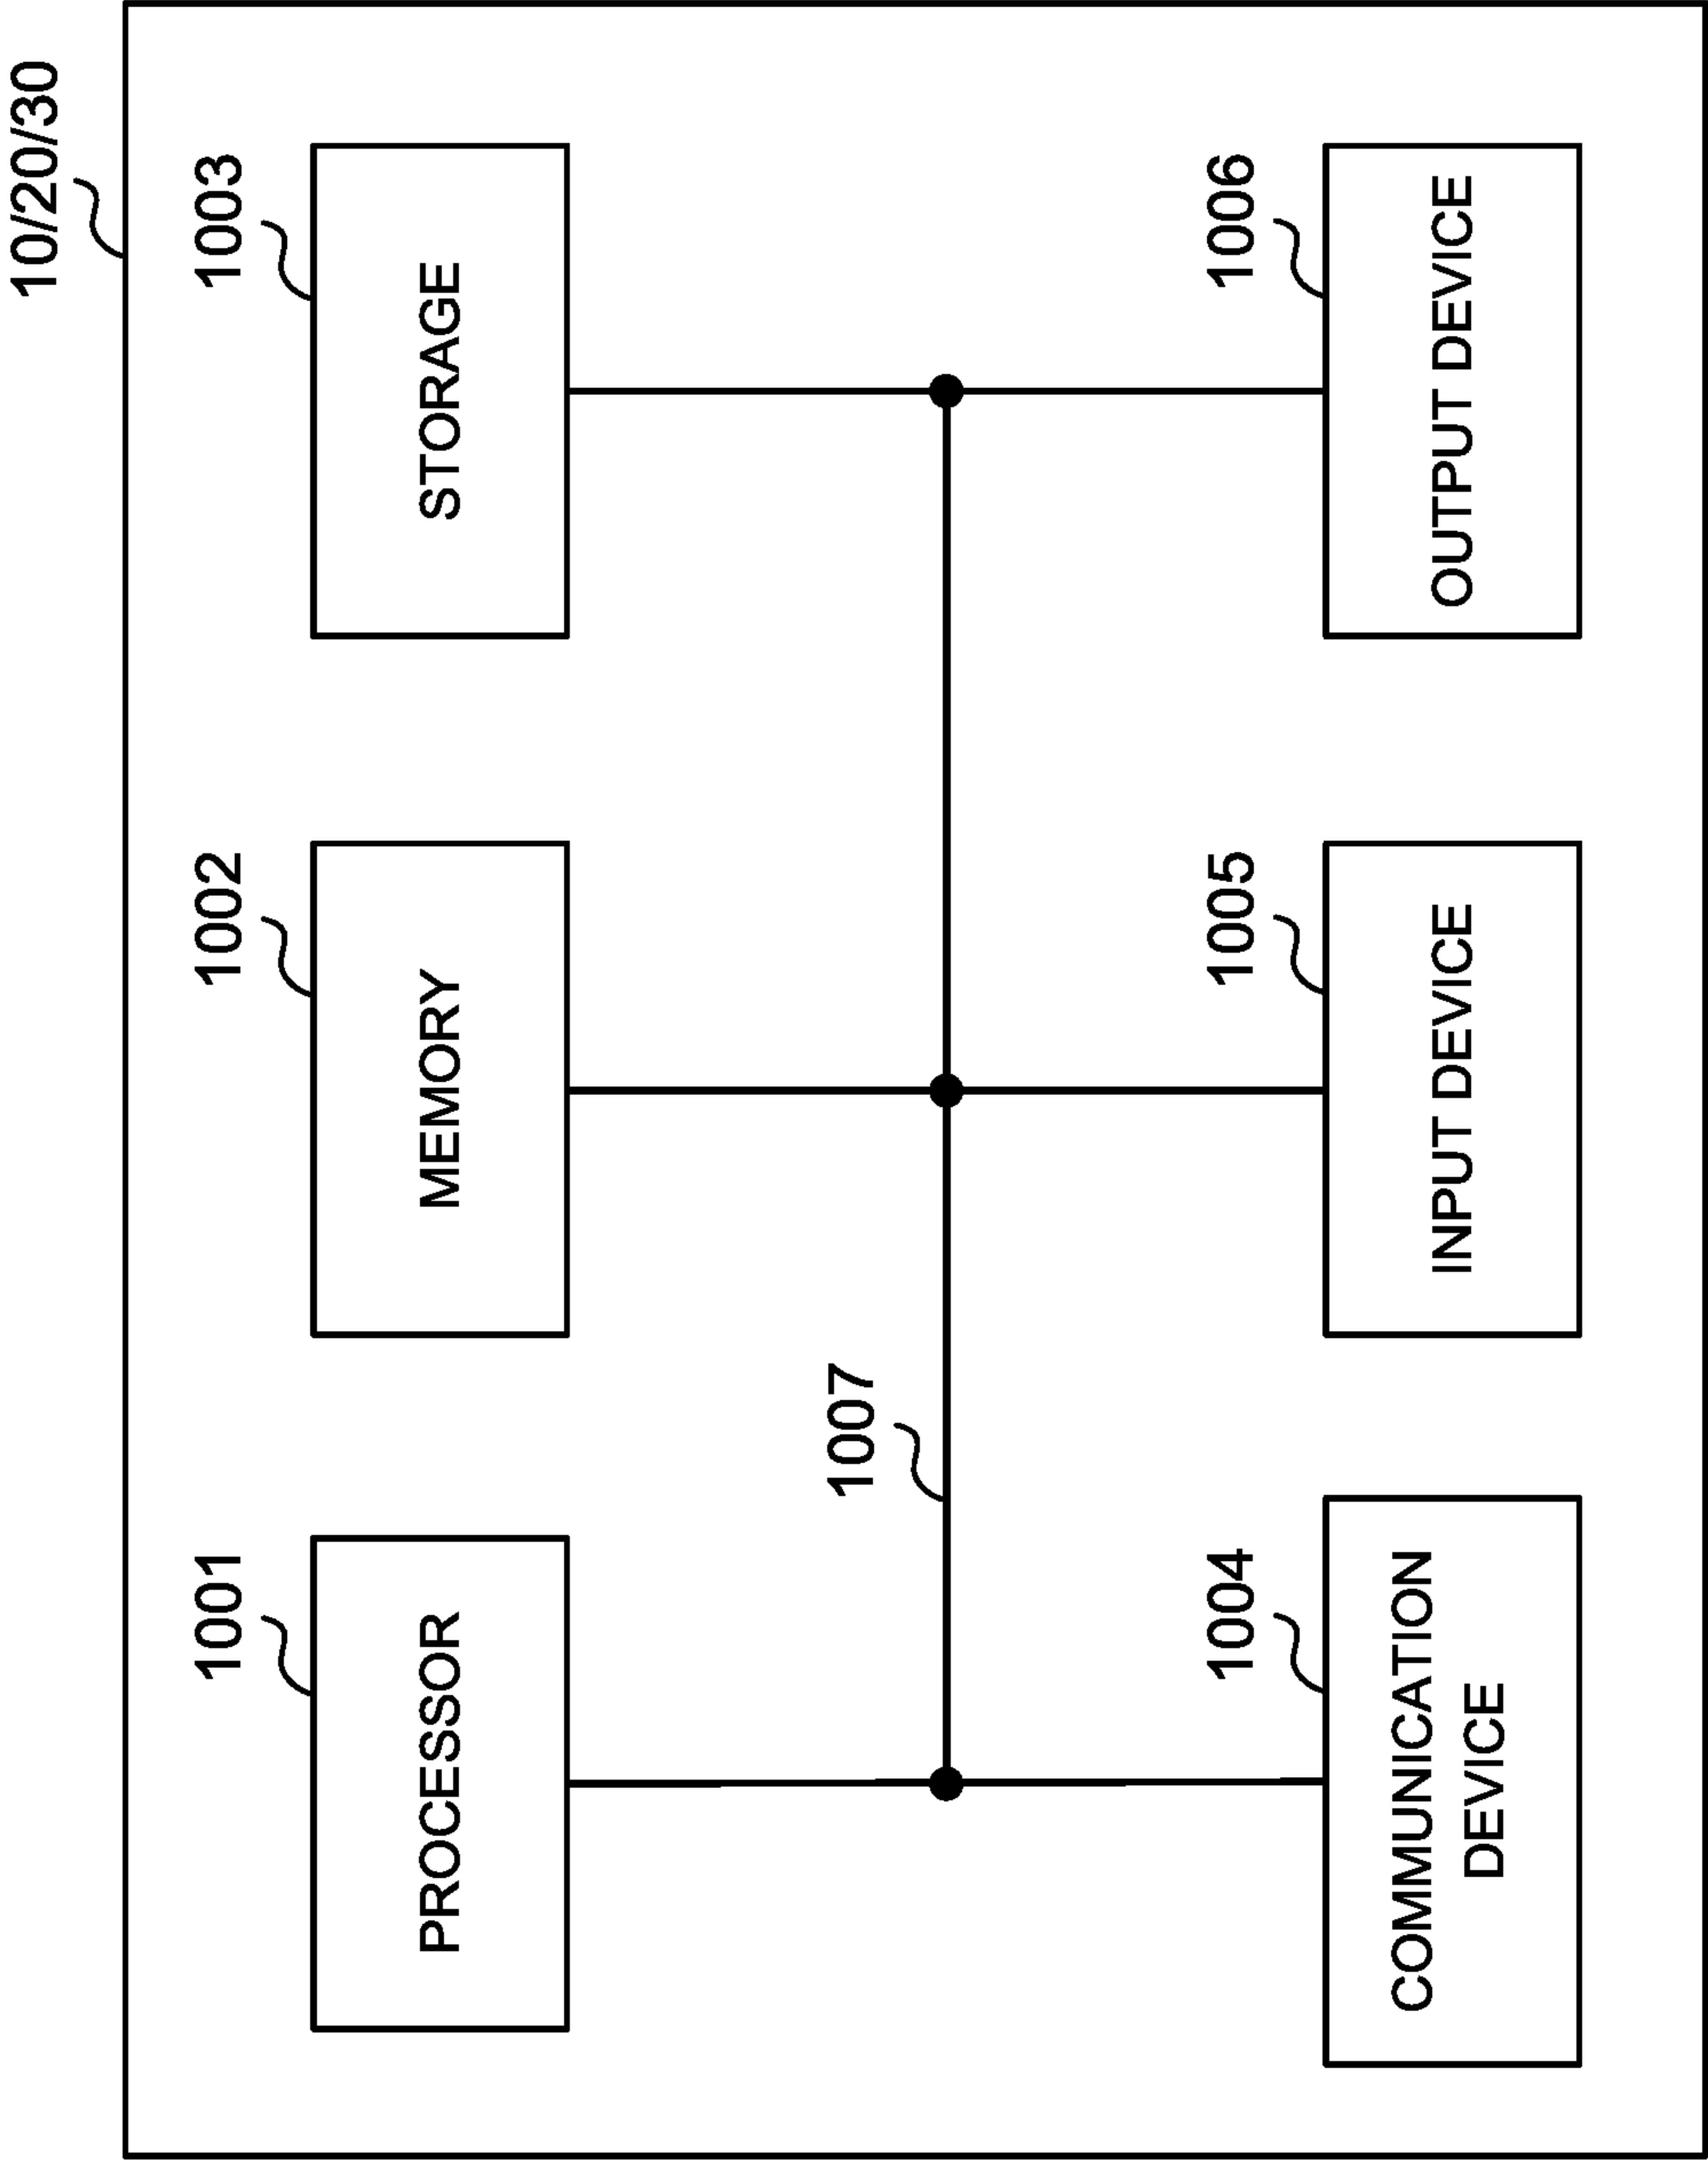 10/20/30
1001
1002
1003
PROCESSOR
MEMORY
STORAGE
1007
1004
1005
1006
COMMUNICATION
DEVICE
INPUT DEVICE
OUTPUT DEVICE